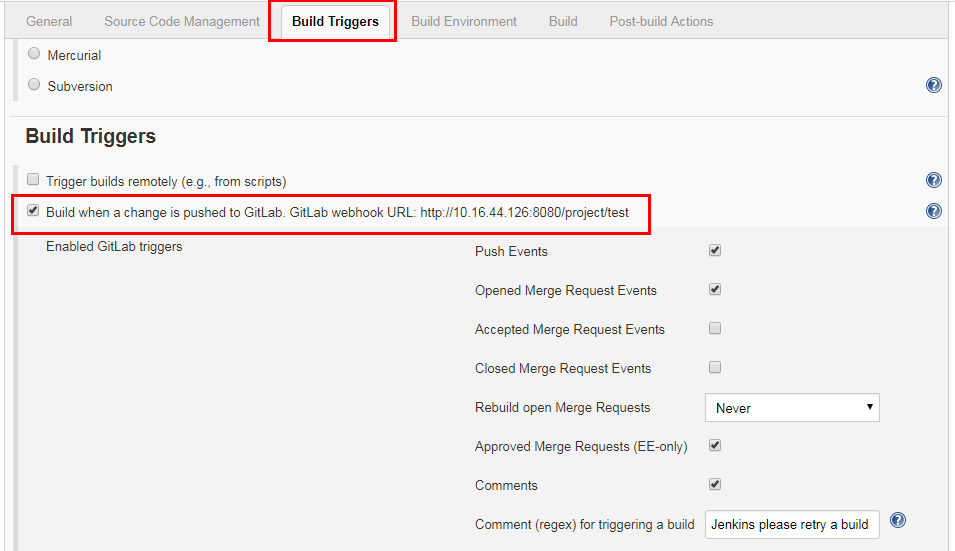 General Source Code Management Build Triggers Build Environment Build Post-build Actions
Mercurial
Subversion
Build Triggers
Trigger builds remotely (e.g., from scripts)
Build when a change is pushed to GitLab. GitLab webhook URL: http://10.16.44.126:8080/project/test
Enabled GitLab triggers
Push Events
Opened Merge Request Events
Accepted Merge Request Events
Closed Merge Request Events
Rebuild open Merge Requests Never
Approved Merge Requests (EE-only)
Comments
Comment (regex) for triggering a build Jenkins please retry a build